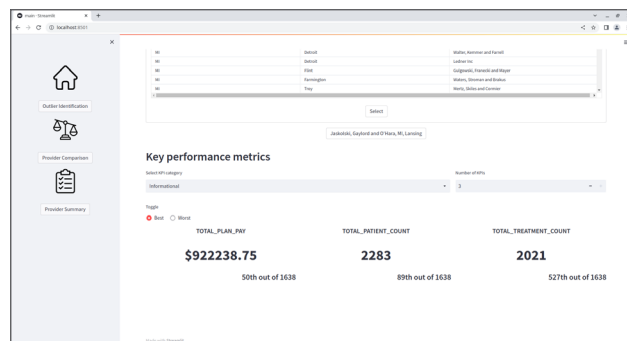 main · Streamlit
localhost:8501
MI Detroit Walter, Kemmer and Farrell
MI Detroit Ledner Inc
MI Flint Gulgowski, Friesecki and Mayer
MI Farmington Waters, Stroman and Brakus
MI Troy Mertz, Skiles and Cormier
Select
Jaskolski, Gaylord and O'Hara, MI, Lansing
Outlier Identification
Provider Comparison
Provider Summary
Key performance metrics
Select KPI category
Number of KPIs
Informational
3
Toggle
Best
Worst
TOTAL_PLAN_PAY
TOTAL_PATIENT_COUNT
TOTAL_TREATMENT_COUNT
$922238.75
2283
2021
50th out of 1638
89th out of 1638
527th out of 1638